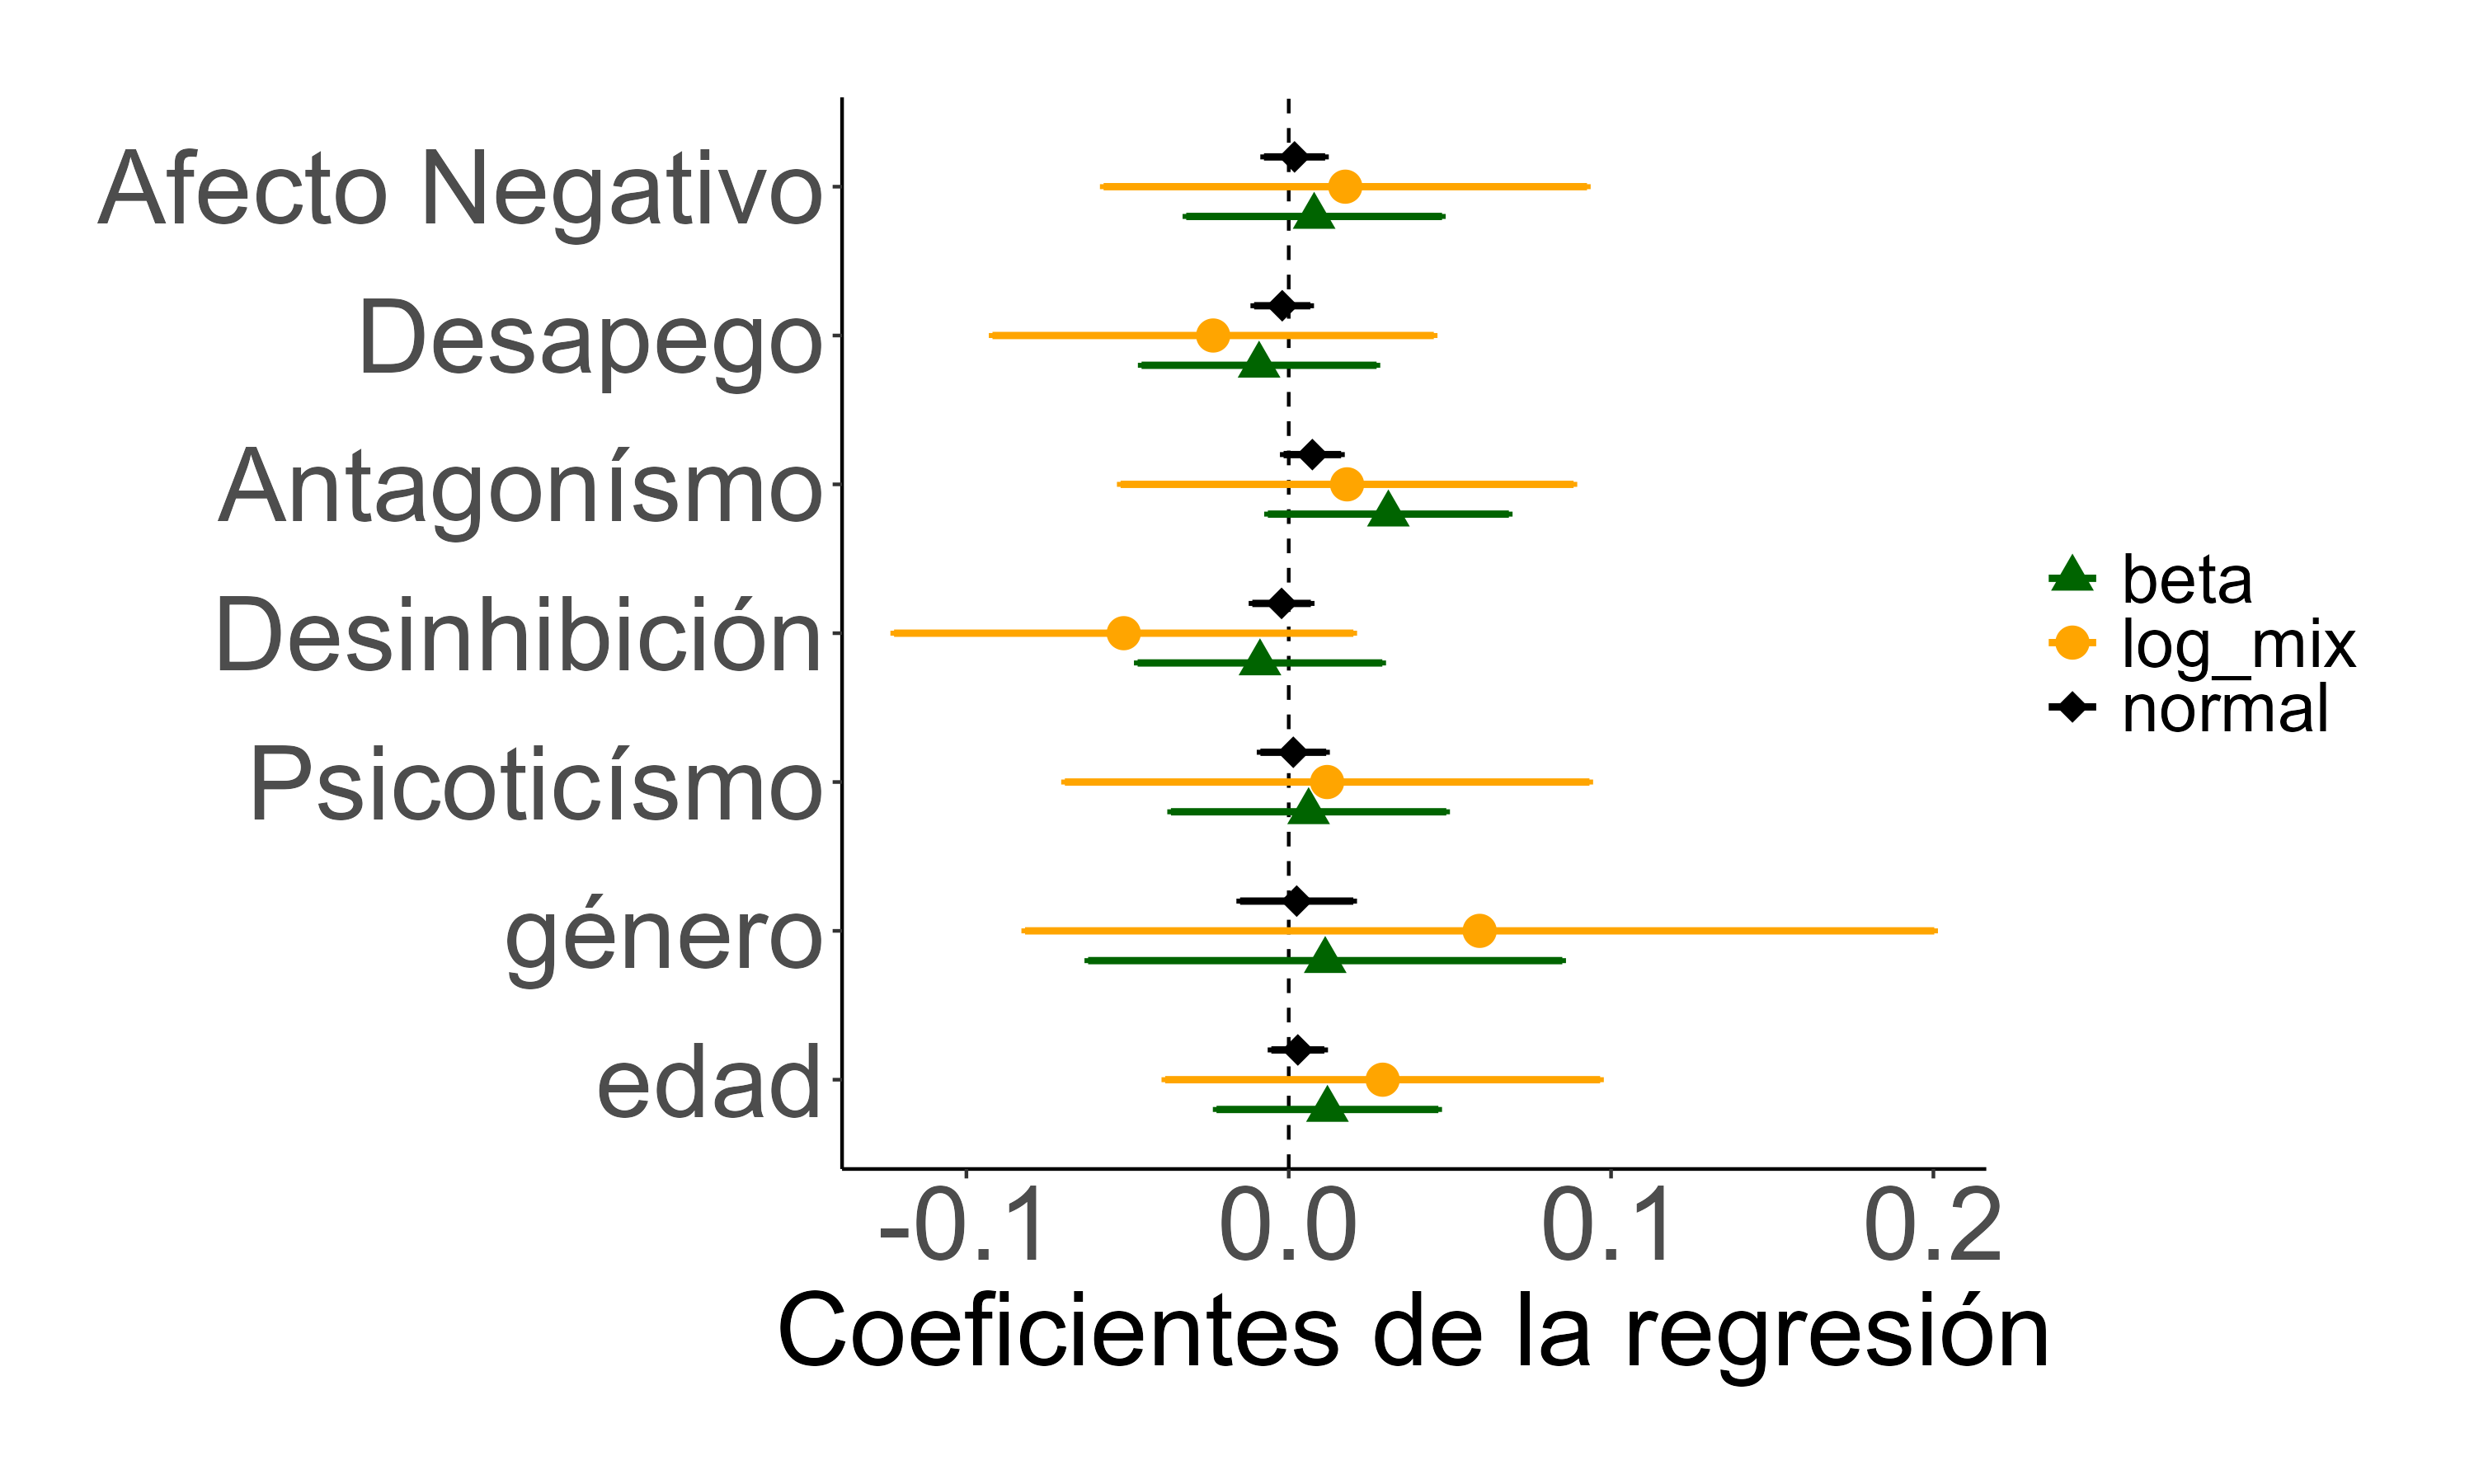 Afecto Negativo
Desapego
Antagonísmo
Desinhibición
Psicoticísmo
género
edad
-0.1 0.0 0.1 0.2
Coeficientes de la regresión
beta
log_mix
normal